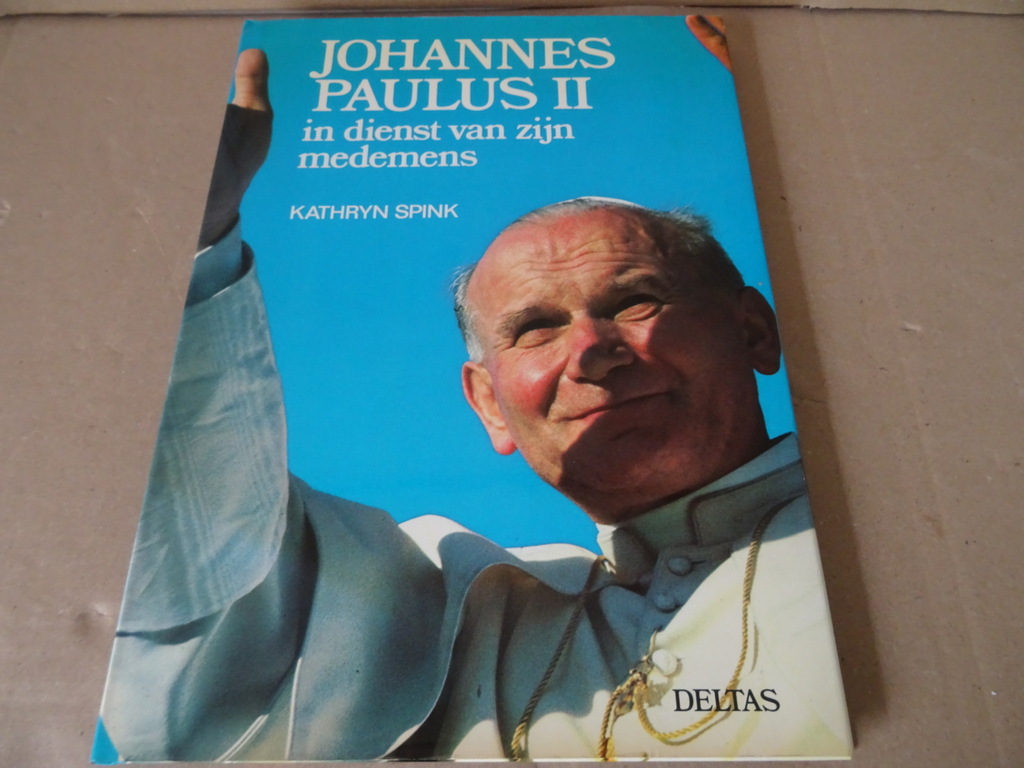 JOHANNES
PAULUS II
in dienst van zijn
medemens
KATHRYN SPINK
DELTAS